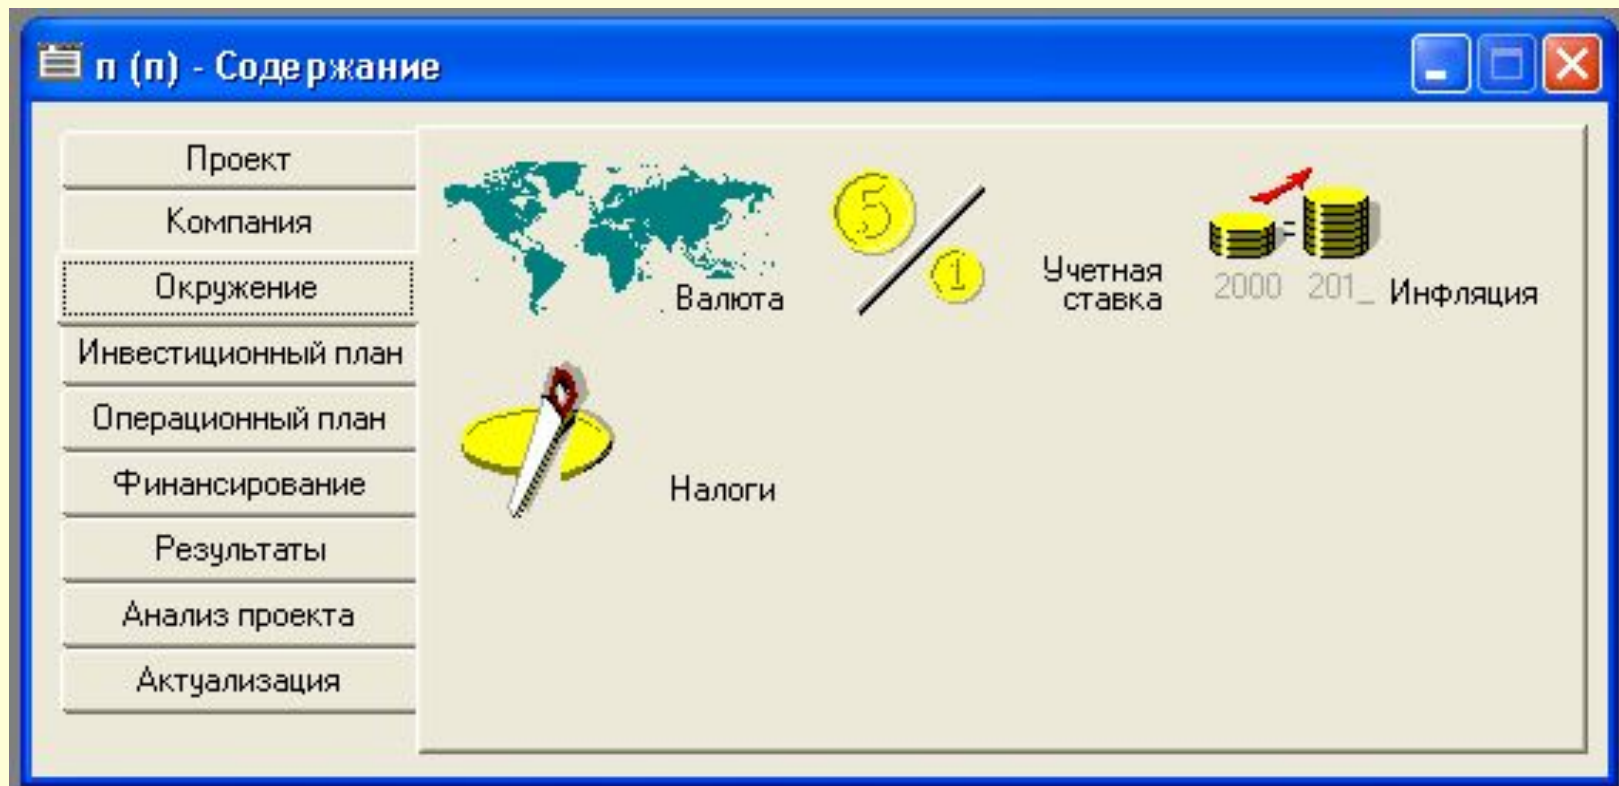 п (п) - Содержание
Проект
Компания
Окружение
Инвестиционный план
Операционный план
Финансирование
Результаты
Анализ проекта
Актуализация
5
1
Валюта
Учетная
ставка
2000 201_
Инфляция
Налоги